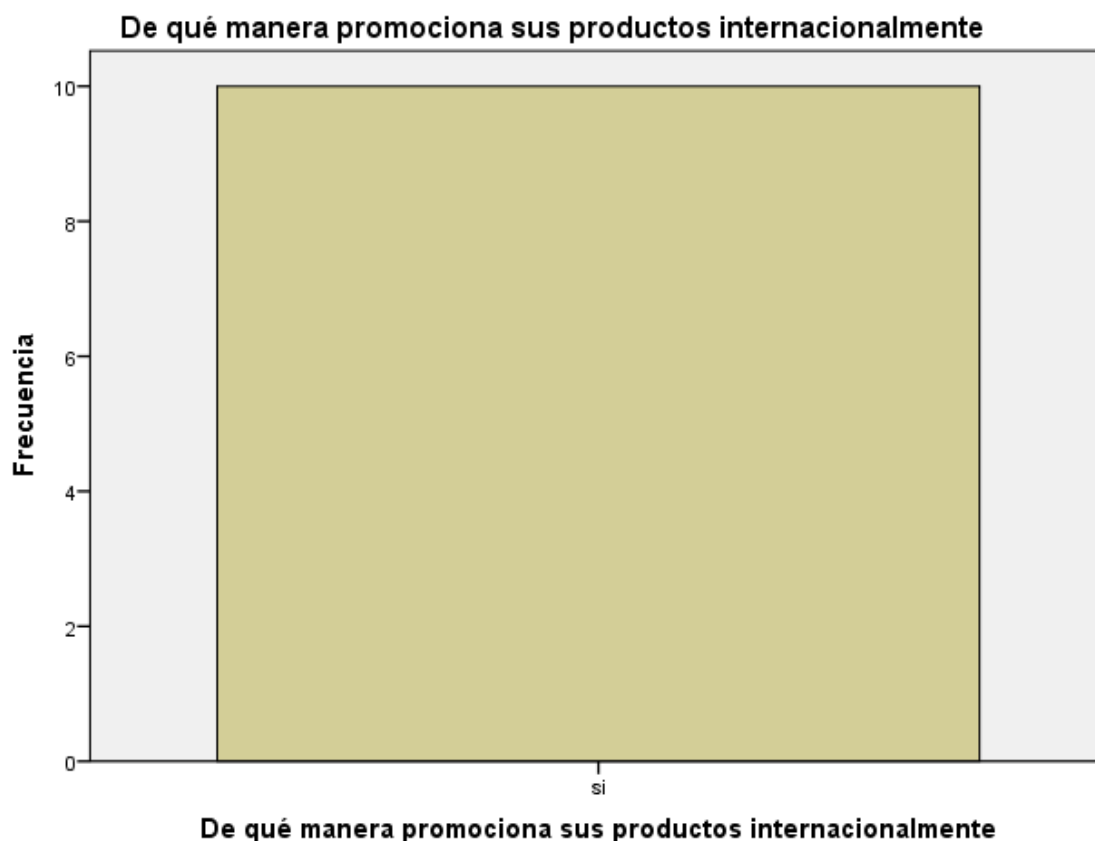 De qué manera promociona sus productos internacionalmente
Frecuencia
10
8
6
4
2
0
si
De qué manera promociona sus productos internacionalmente